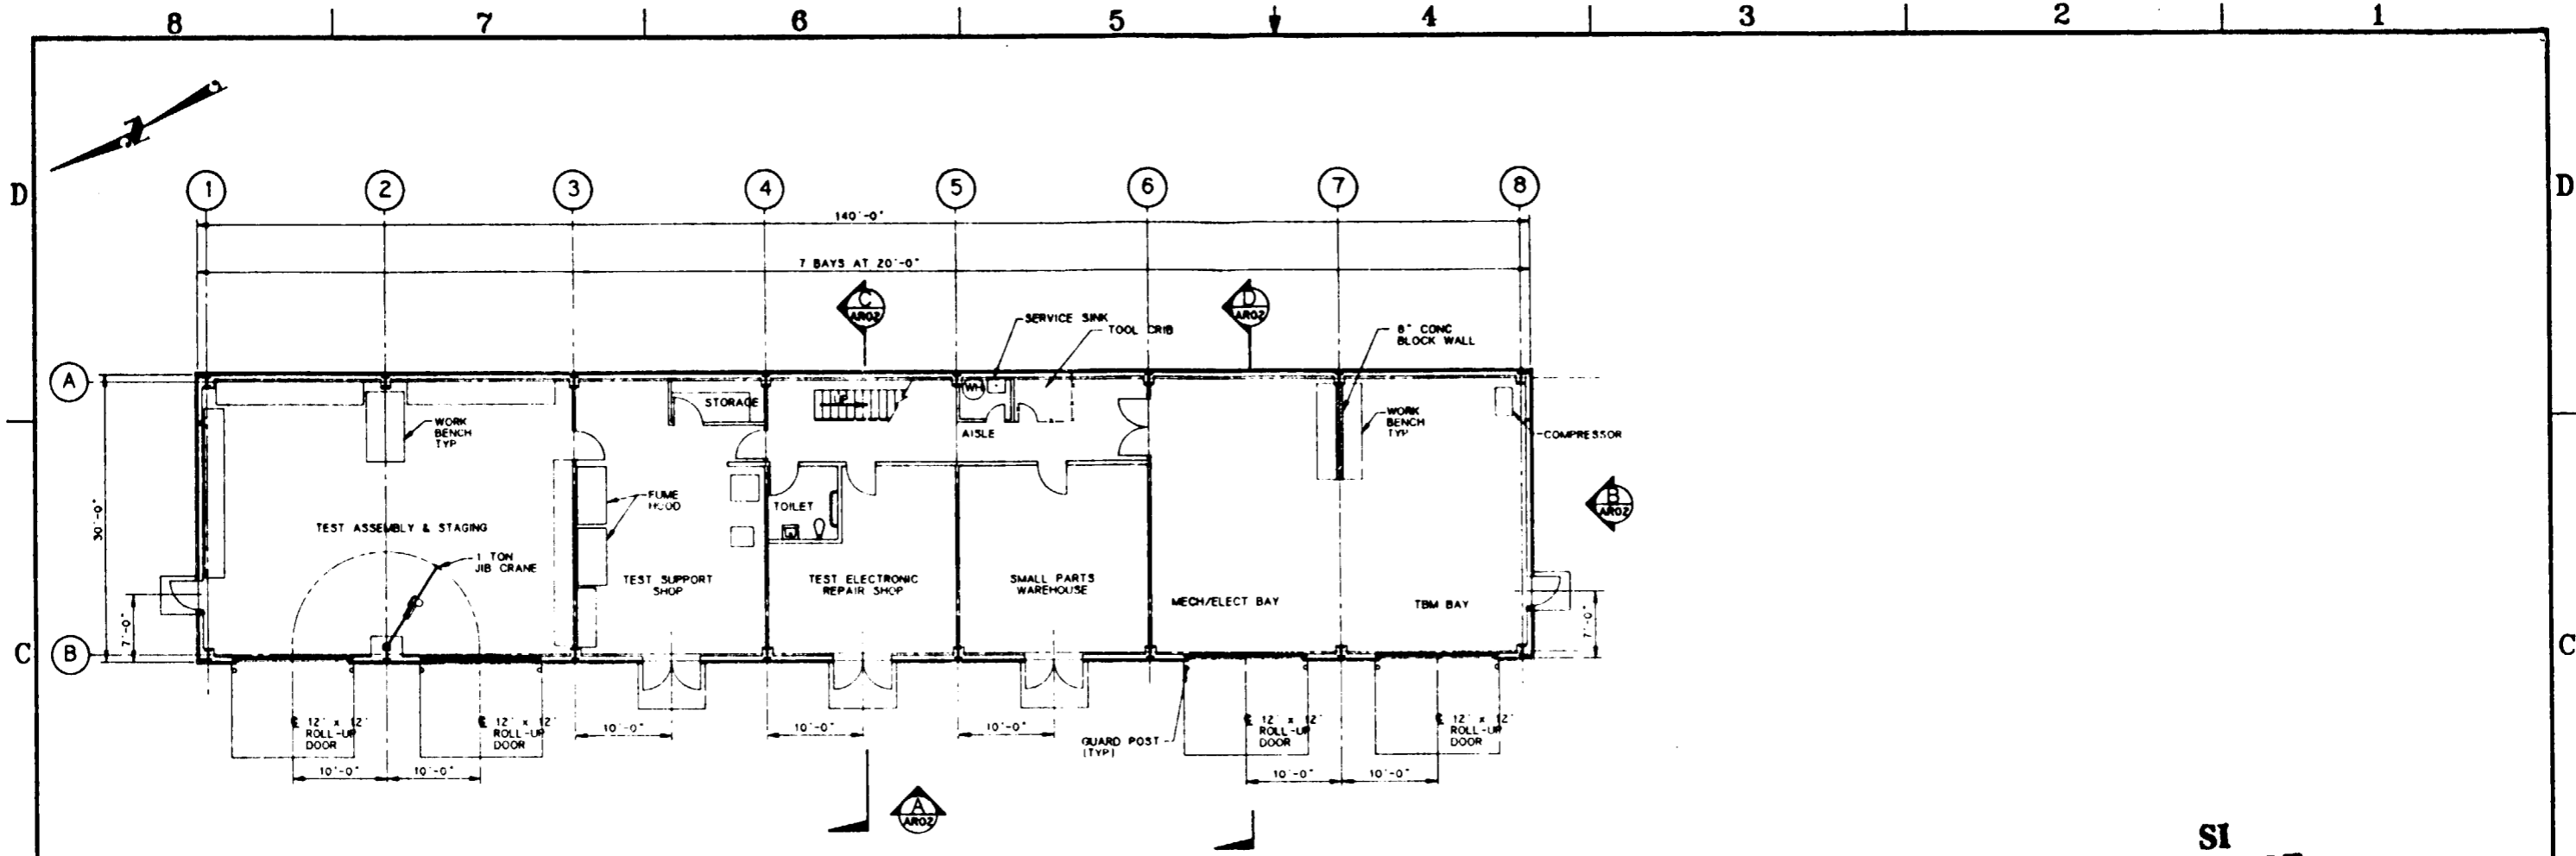 8 7 6 5 4 3 2 1
N
D
D
1 2 3 4 5 6 7 8
140'-0"
7 BAYS AT 20'-0"
C
AR02
D
AR02
SERVICE SINK
TOOL CRIB
8" CONC
BLOCK WALL
A
WH
UP
STORAGE
WORK
BENCH
TYP
AISLE
WORK
BENCH
TYP
COMPRESSOR
B
AR02
30'-0"
FUME
HOOD
TOILET
TEST ASSEMBLY & STAGING
1 TON
JIB CRANE
TEST SUPPORT
SHOP
TEST ELECTRONIC
REPAIR SHOP
SMALL PARTS
WAREHOUSE
MECH/ELECT BAY
TBM BAY
7'-0"
7'-0"
C
B
C
℄ 12' x 12'
ROLL-UP
DOOR
℄ 12' x 12'
ROLL-UP
DOOR
10'-0"
10'-0"
10'-0"
GUARD POST
(TYP)
℄ 12' x 12'
ROLL-UP
DOOR
℄ 12' x 12'
ROLL-UP
DOOR
10'-0"
10'-0"
10'-0"
10'-0"
A
AR02
SI